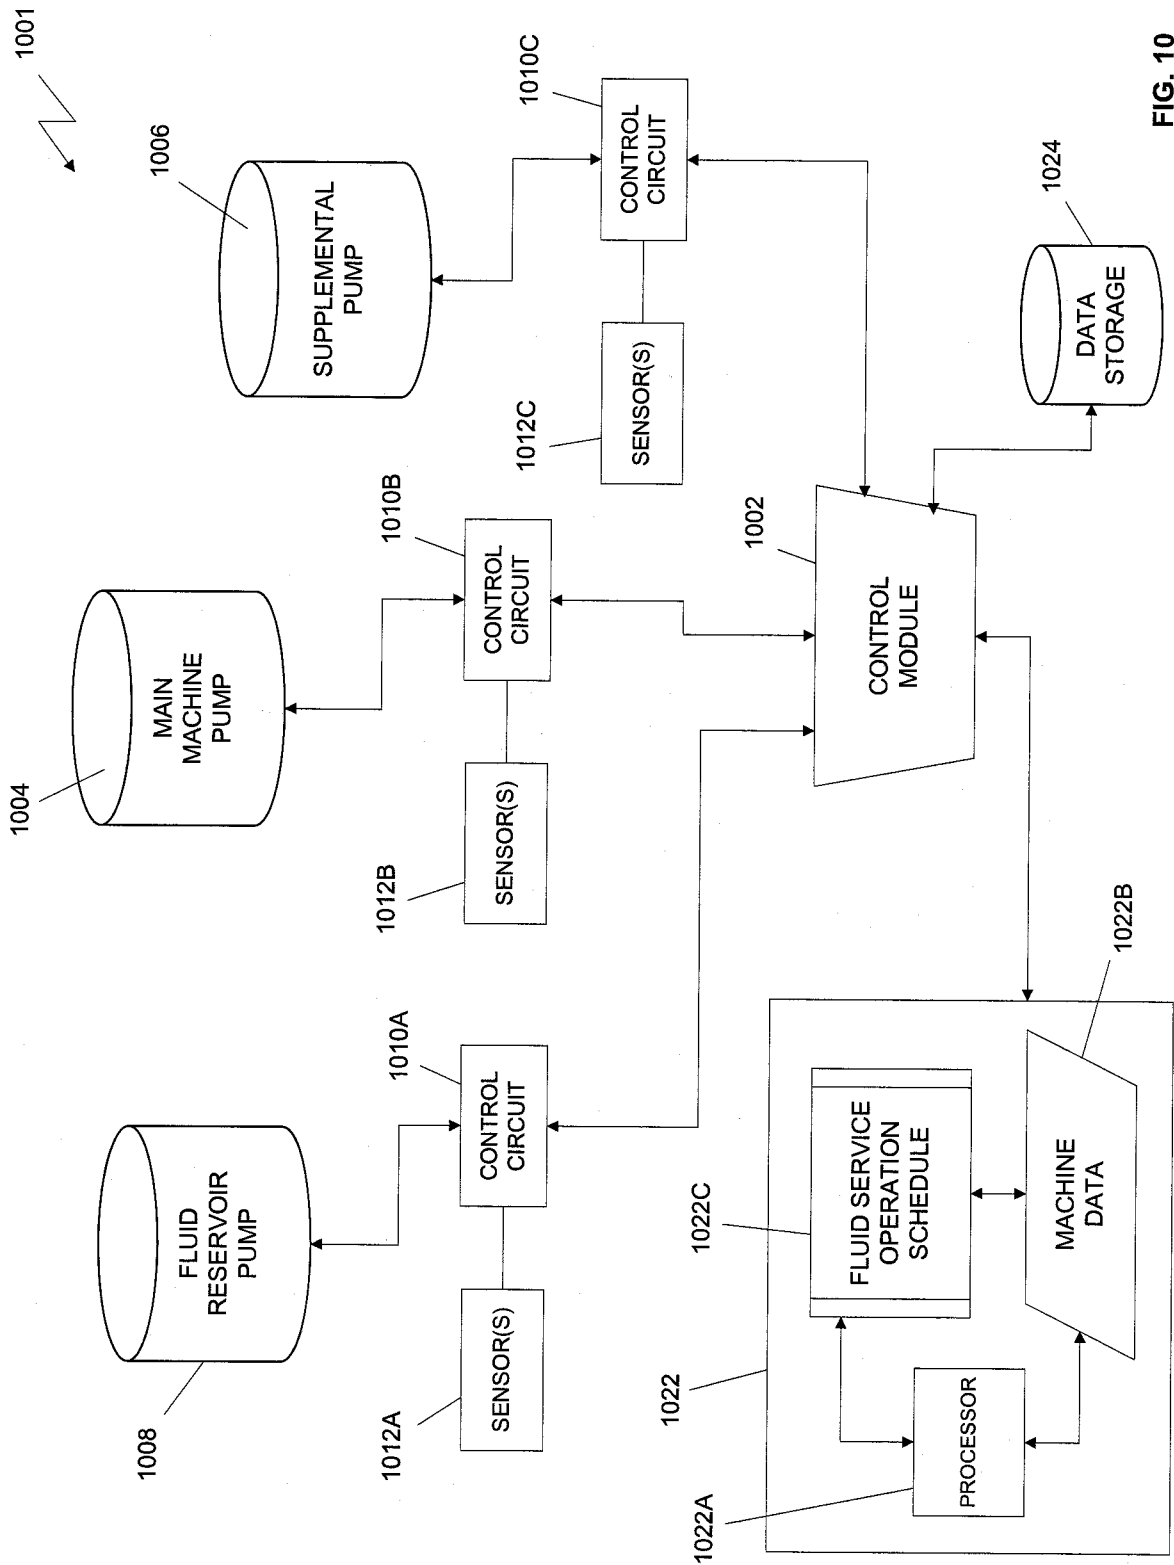 1001
1006
SUPPLEMENTAL
PUMP
1010C
CONTROL
CIRCUIT
1012C
SENSOR(S)
1004
MAIN
MACHINE
PUMP
1010B
CONTROL
CIRCUIT
1012B
SENSOR(S)
1008
FLUID
RESERVOIR
PUMP
1010A
CONTROL
CIRCUIT
1012A
SENSOR(S)
1002
CONTROL
MODULE
1024
DATA
STORAGE
1022
1022C
FLUID SERVICE
OPERATION
SCHEDULE
1022A
PROCESSOR
1022B
MACHINE
DATA
FIG. 10